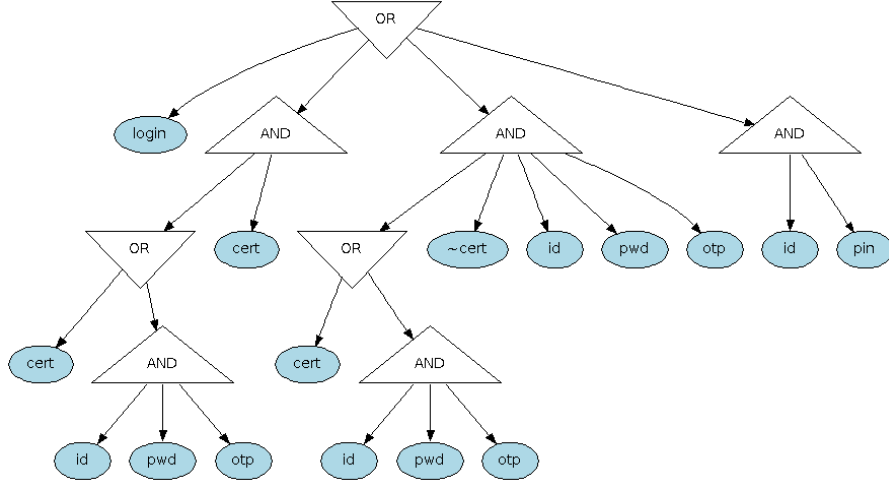 OR
login
AND
AND
AND
OR
cert
OR
~cert
id
pwd
otp
id
pin
cert
AND
cert
AND
id
pwd
otp
id
pwd
otp